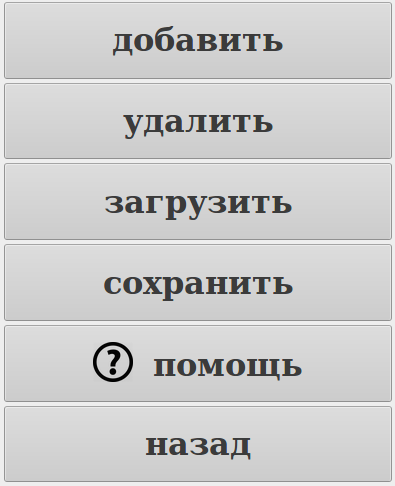 добавить
удалить
загрузить
сохранить
помощь
назад